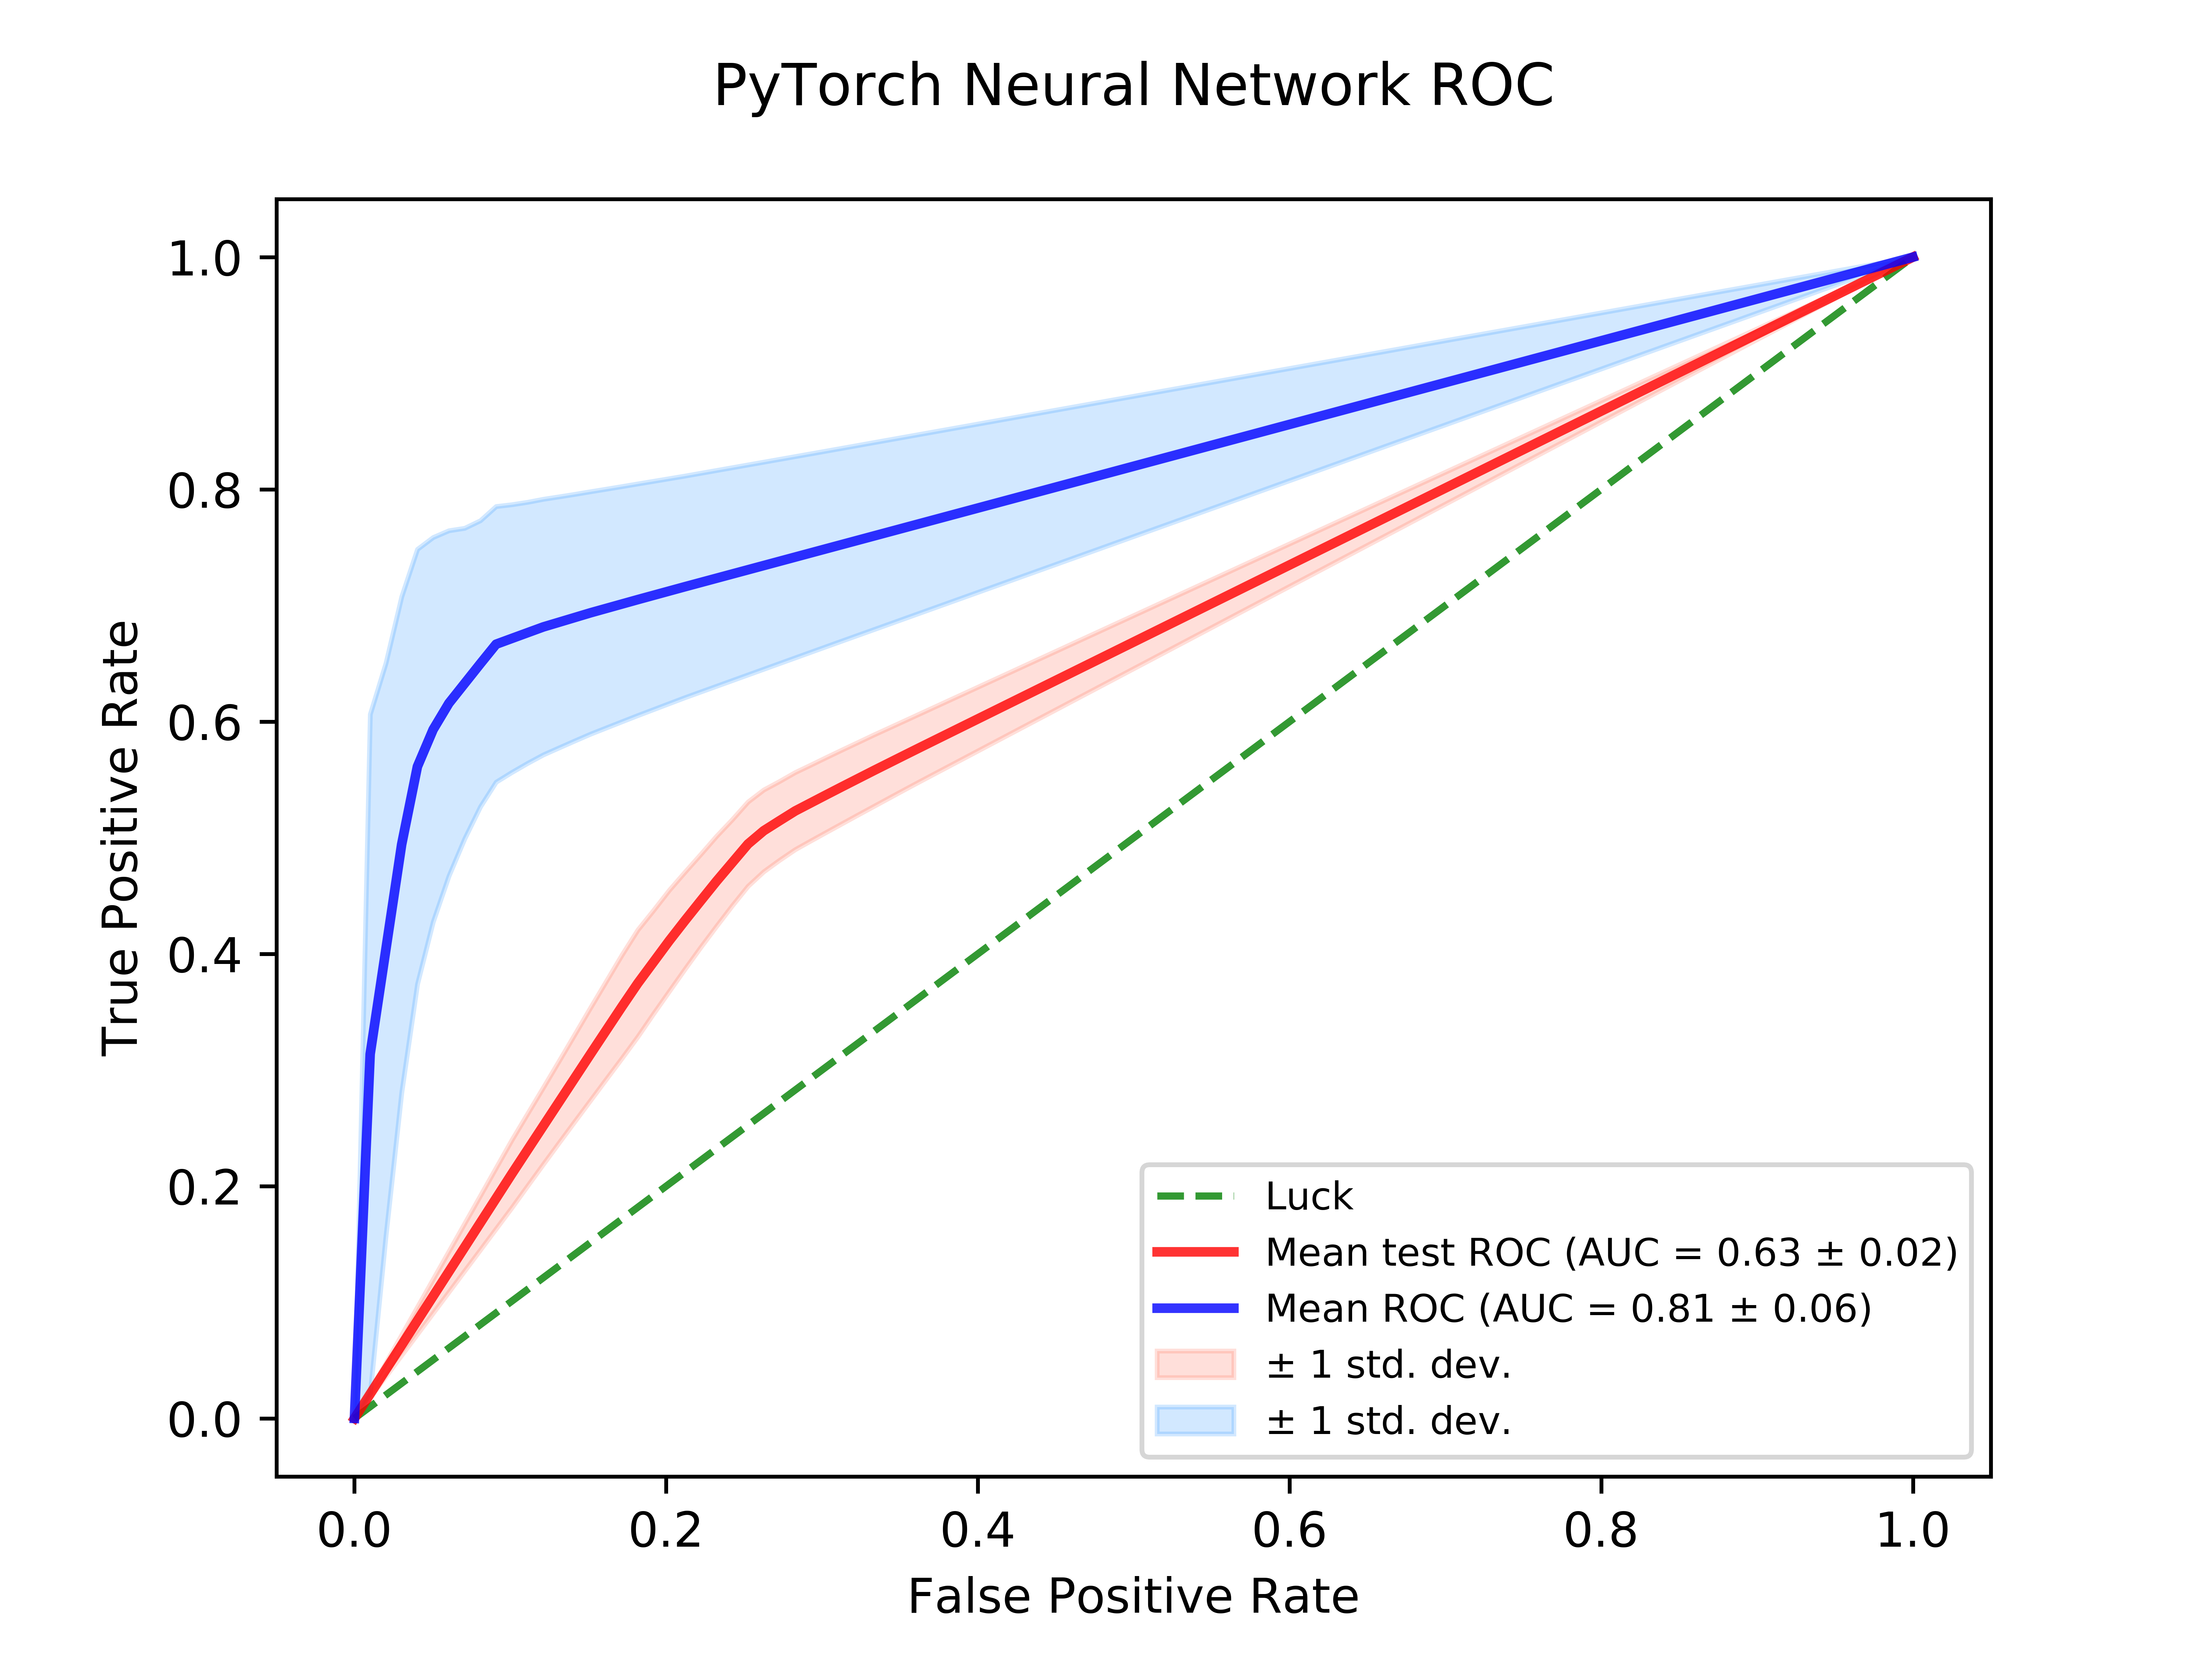 PyTorch Neural Network ROC
True Positive Rate
1.0
0.8
0.6
0.4
0.2
0.0
Luck
Mean test ROC (AUC = 0.63 ± 0.02)
Mean ROC (AUC = 0.81 ± 0.06)
± 1 std. dev.
± 1 std. dev.
0.0 0.2 0.4 0.6 0.8 1.0
False Positive Rate